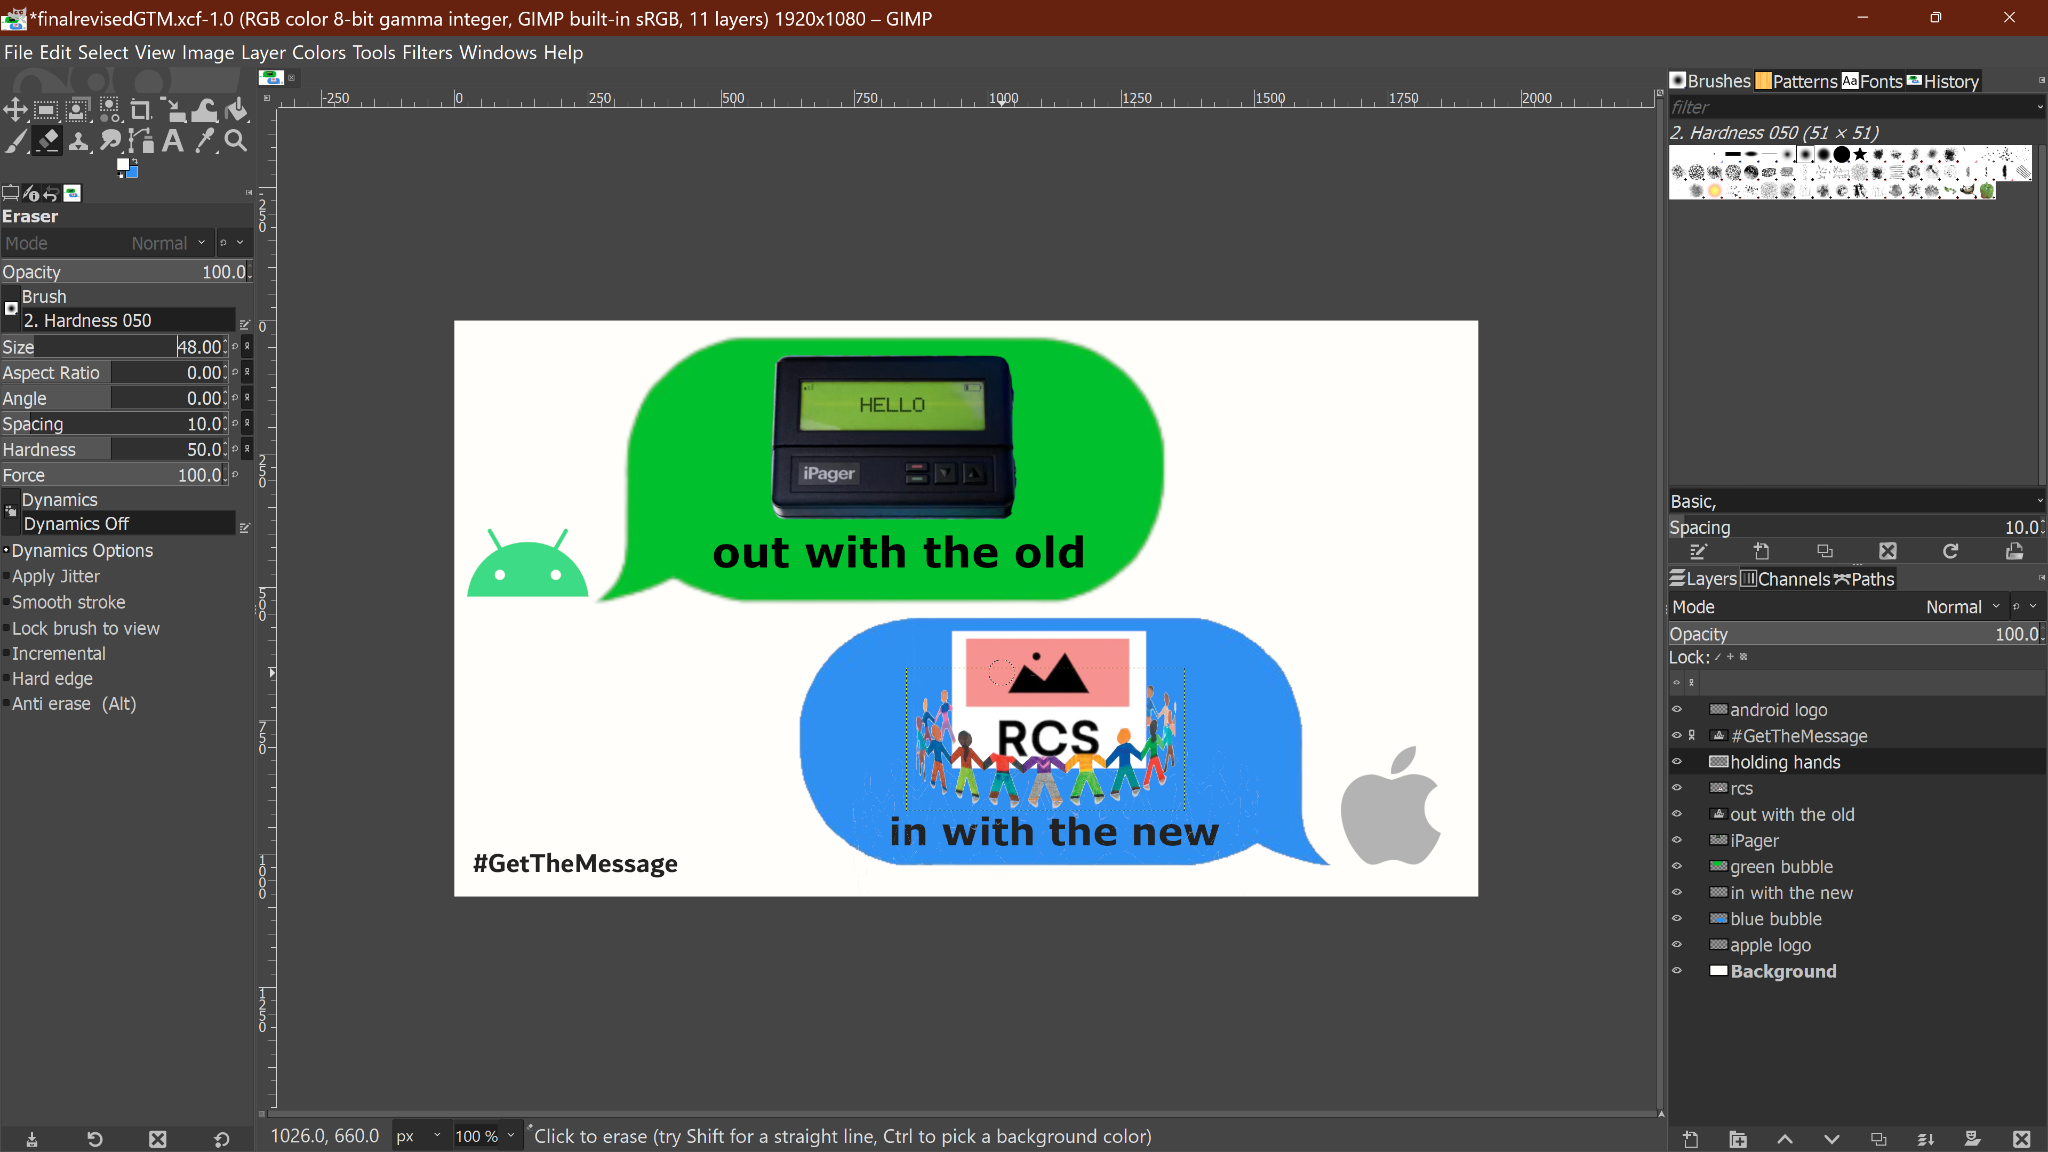 *finalrevisedGTM.xcf-1.0 (RGB color 8-bit gamma integer, GIMP built-in sRGB, 11 layers) 1920x1080 – GIMP
File Edit Select View Image Layer Colors Tools Filters Windows Help
Eraser
Mode Normal
Opacity 100.0
Brush
2. Hardness 050
Size 48.00
Aspect Ratio 0.00
Angle 0.00
Spacing 10.0
Hardness 50.0
Force 100.0
Dynamics
Dynamics Off
Dynamics Options
Apply Jitter
Smooth stroke
Lock brush to view
Incremental
Hard edge
Anti erase (Alt)
-250 0 250 500 750 1000 1250 1500 1750 2000
0
250
500
750
1000
1250
HELLO
iPager
out with the old
RCS
in with the new
#GetTheMessage
1026.0, 660.0 px 100 % Click to erase (try Shift for a straight line, Ctrl to pick a background color)
Brushes Patterns Aa Fonts History
filter
2. Hardness 050 (51 × 51)
Basic,
Spacing 10.0
Layers Channels Paths
Mode Normal
Opacity 100.0
Lock:
android logo
#GetTheMessage
holding hands
rcs
out with the old
iPager
green bubble
in with the new
blue bubble
apple logo
Background